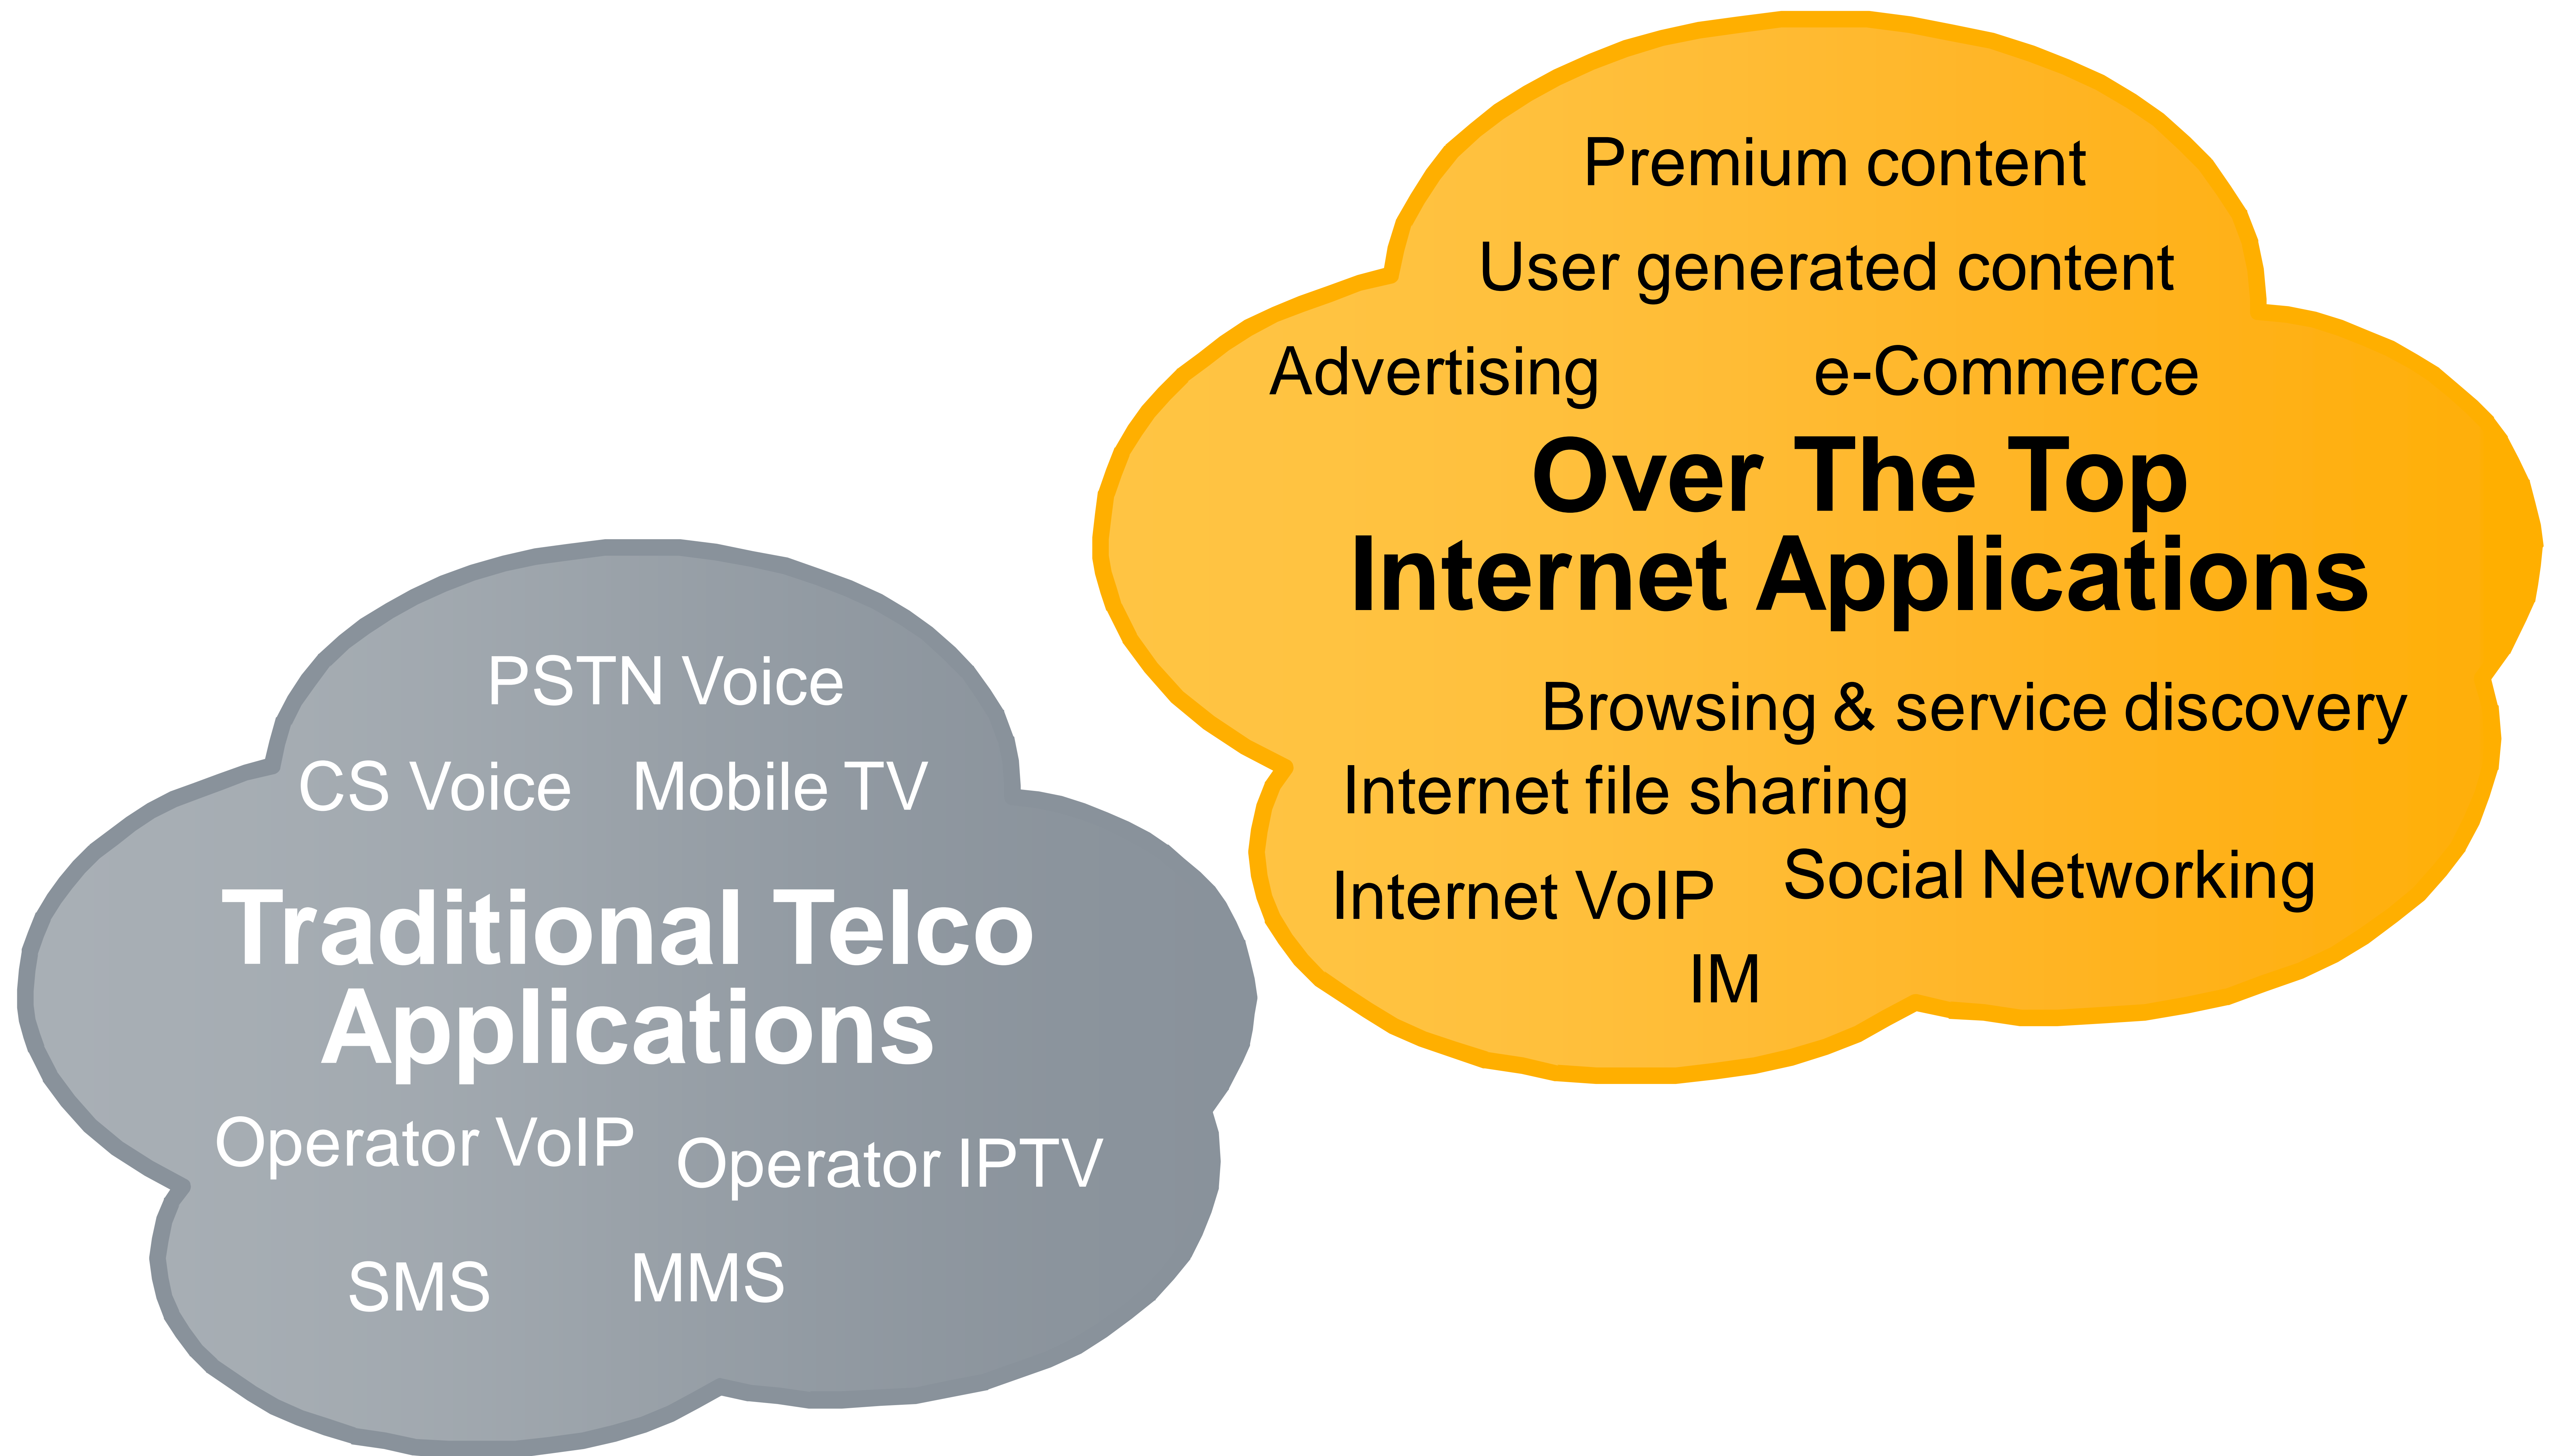 Premium content
User generated content
Advertising
e-Commerce
Over The Top
Internet Applications
Browsing & service discovery
Internet file sharing
Internet VoIP
Social Networking
IM
PSTN Voice
CS Voice
Mobile TV
Traditional Telco
Applications
Operator VoIP
Operator IPTV
SMS
MMS